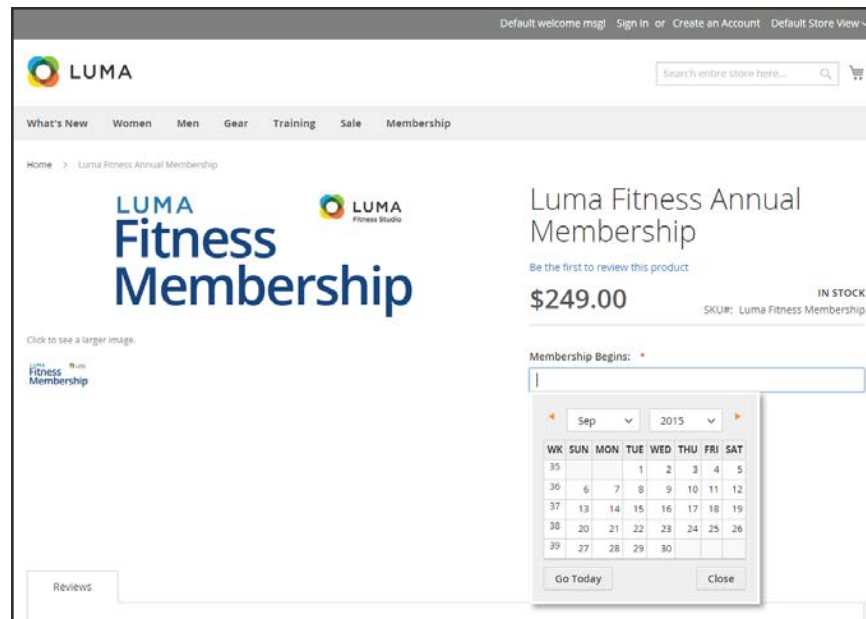 Default welcome msg! Sign In or Create an Account Default Store View
LUMA
Search entire store here...
What's New Women Men Gear Training Sale Membership
Home > Luma Fitness Annual Membership
LUMA
Fitness
Membership
LUMA
Fitness Studio
Luma Fitness Annual
Membership
Be the first to review this product
$249.00
IN STOCK
SKU#: Luma Fitness Membership
Click to see a larger image.
LUMA
Fitness
Membership
Membership Begins: *
Sep 2015
WK SUN MON TUE WED THU FRI SAT
35 1 2 3 4 5
36 6 7 8 9 10 11 12
37 13 14 15 16 17 18 19
38 20 21 22 23 24 25 26
39 27 28 29 30
Go Today Close
Reviews